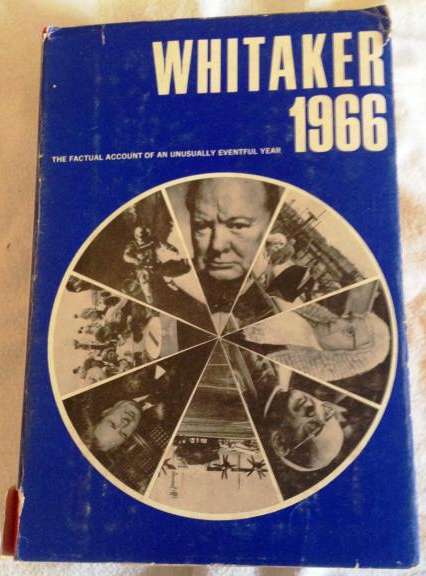 WHITAKER
1966
THE FACTUAL ACCOUNT OF AN UNUSUALLY EVENTFUL YEAR